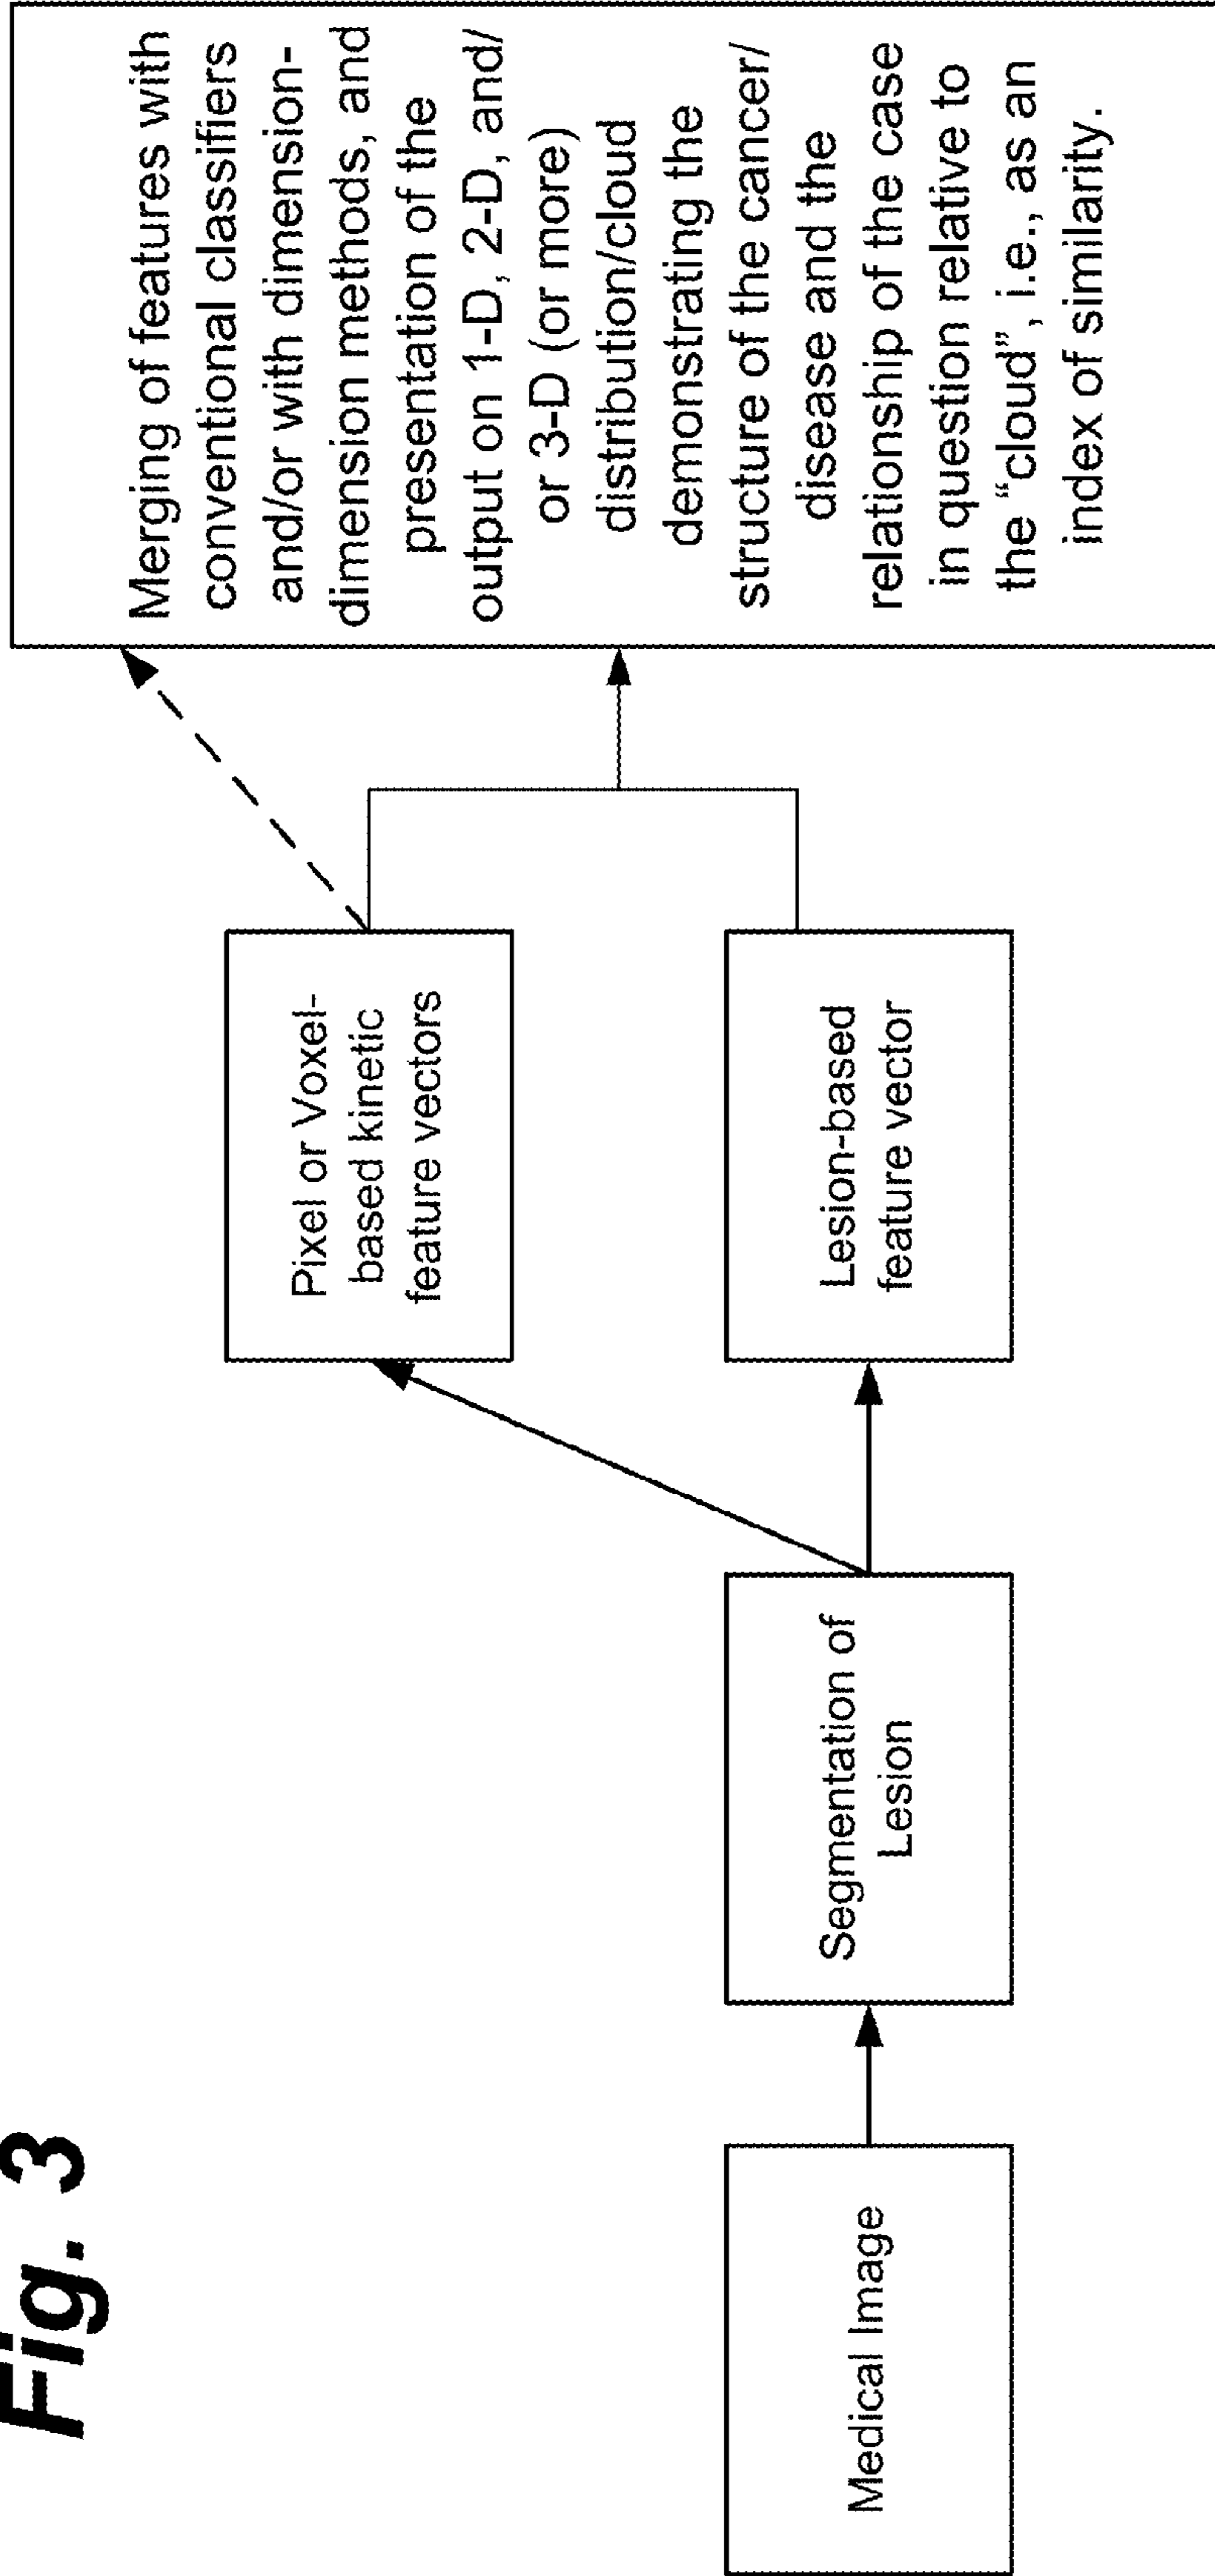 Fig. 3
Medical Image
Segmentation of
Lesion
Pixel or Voxel-
based kinetic
feature vectors
Lesion-based
feature vector
Merging of features with
conventional classifiers
and/or with dimension-
dimension methods, and
presentation of the
output on 1-D, 2-D, and/
or 3-D (or more)
distribution/cloud
demonstrating the
structure of the cancer/
disease and the
relationship of the case
in question relative to
the “cloud”, i.e., as an
index of similarity.